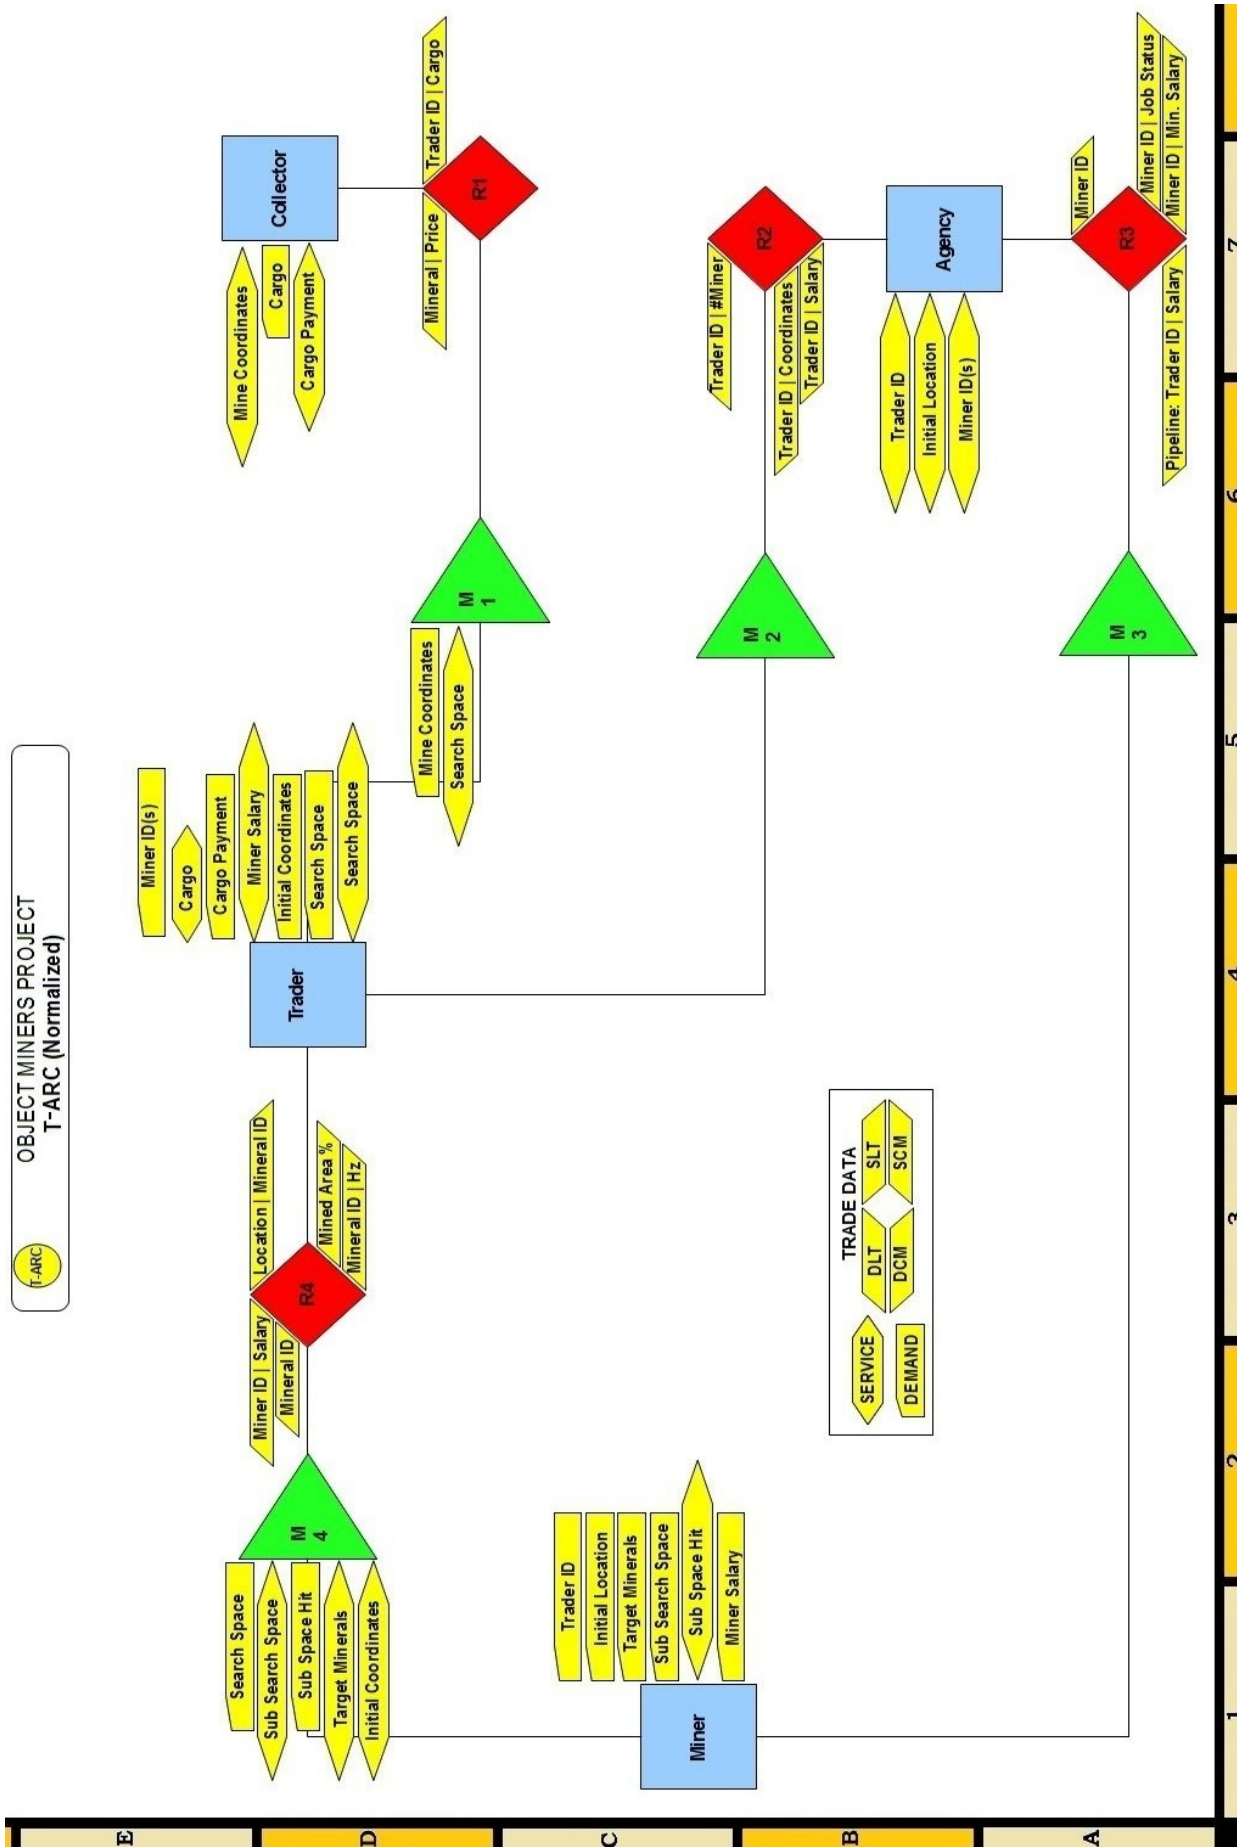 OBJECT MINERS PROJECT
T-ARC (Normalized)
T-ARC
Miner ID(s)
Cargo
Cargo Payment
Miner Salary
Initial Coordinates
Search Space
Search Space
Trader
Mine Coordinates
Cargo
Cargo Payment
Collector
Mineral | Price
Trader ID | Cargo
R1
M
1
Mine Coordinates
Search Space
Search Space
Sub Search Space
Sub Space Hit
Target Minerals
Initial Coordinates
M
4
Miner ID | Salary
Mineral ID
Location | Mineral ID
Mined Area %
Mineral ID | Hz
R4
Trader ID
Initial Location
Target Minerals
Sub Search Space
Sub Space Hit
Miner Salary
Miner
M
2
Trader ID | #Miner
Trader ID | Coordinates
Trader ID | Salary
R2
Trader ID
Initial Location
Miner ID(s)
Agency
TRADE DATA
SERVICE
DLT
SLT
DEMAND
DCM
SCM
M
3
Miner ID
Miner ID | Job Status
Miner ID | Min. Salary
Pipeline: Trader ID | Salary
R3
E
D
C
B
A
1
2
3
4
5
6
7